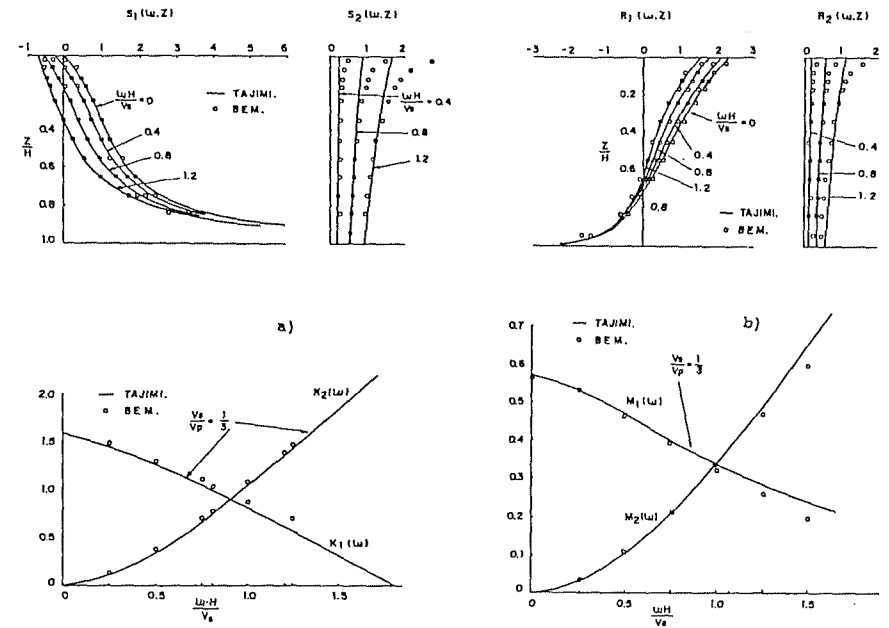 S₁(ω,Z)
S₂(ω,Z)
-1 0 1 2 3 4 5 6
0 1 2
ωH/Vs = 0
— TAJIMI.
○ BEM.
ωH/Vs = 0.4
0.4
0.8
1.2
0.8
1.2
Z/H
0.4
0.6
0.8
1.0
R₁(ω,Z)
R₂(ω,Z)
-3 -2 -1 0 1 2 3
0 1 2
0.2
0.4
Z/H
0.6
0.8
ωH/Vs = 0
0.4
0.8
1.2
— TAJIMI.
○ BEM.
0.4
0.8
1.2
a)
— TAJIMI.
○ BEM.
Vs/Vp = 1/3
K₂(ω)
K₁(ω)
2.0
1.5
1.0
0.5
0
0 0.5 1.0 1.5
ω·H/Vs
b)
— TAJIMI.
○ BEM.
Vs/Vp = 1/3
M₁(ω)
M₂(ω)
0.7
0.6
0.5
0.4
0.3
0.2
0.1
0
0 0.5 1.0 1.5
ωH/Vs